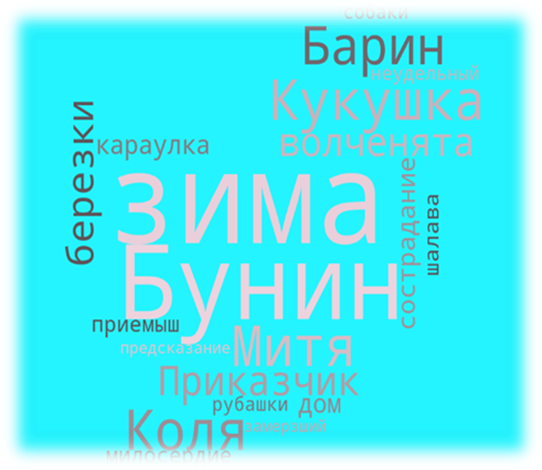 собаки
Барин
неудельный
Кукушка
волченята
березки
караулка
зима
сострадание
шалава
Бунин
приемыш
предсказание
Митя
Приказчик
рубашки
дом
Коля
замерзший
милосердие